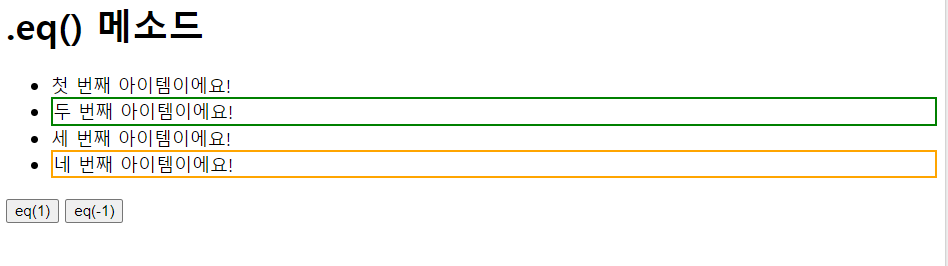 .eq() 메소드
첫 번째 아이템이에요!
두 번째 아이템이에요!
세 번째 아이템이에요!
네 번째 아이템이에요!
eq(1) eq(-1)